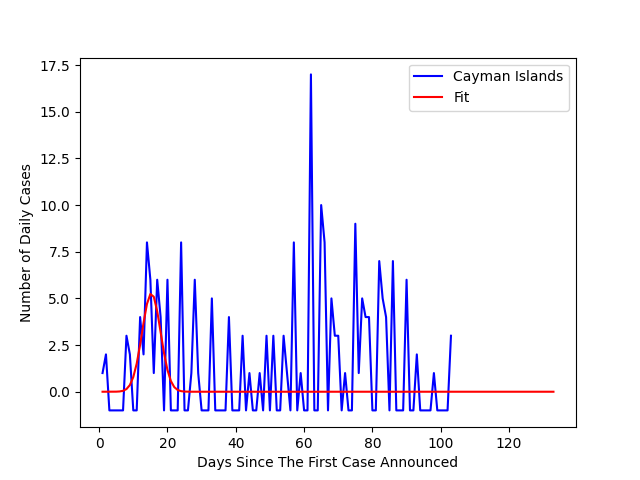 Cayman Islands
Fit
17.5
15.0
12.5
10.0
7.5
5.0
2.5
0.0
Number of Daily Cases
0 20 40 60 80 100 120
Days Since The First Case Announced